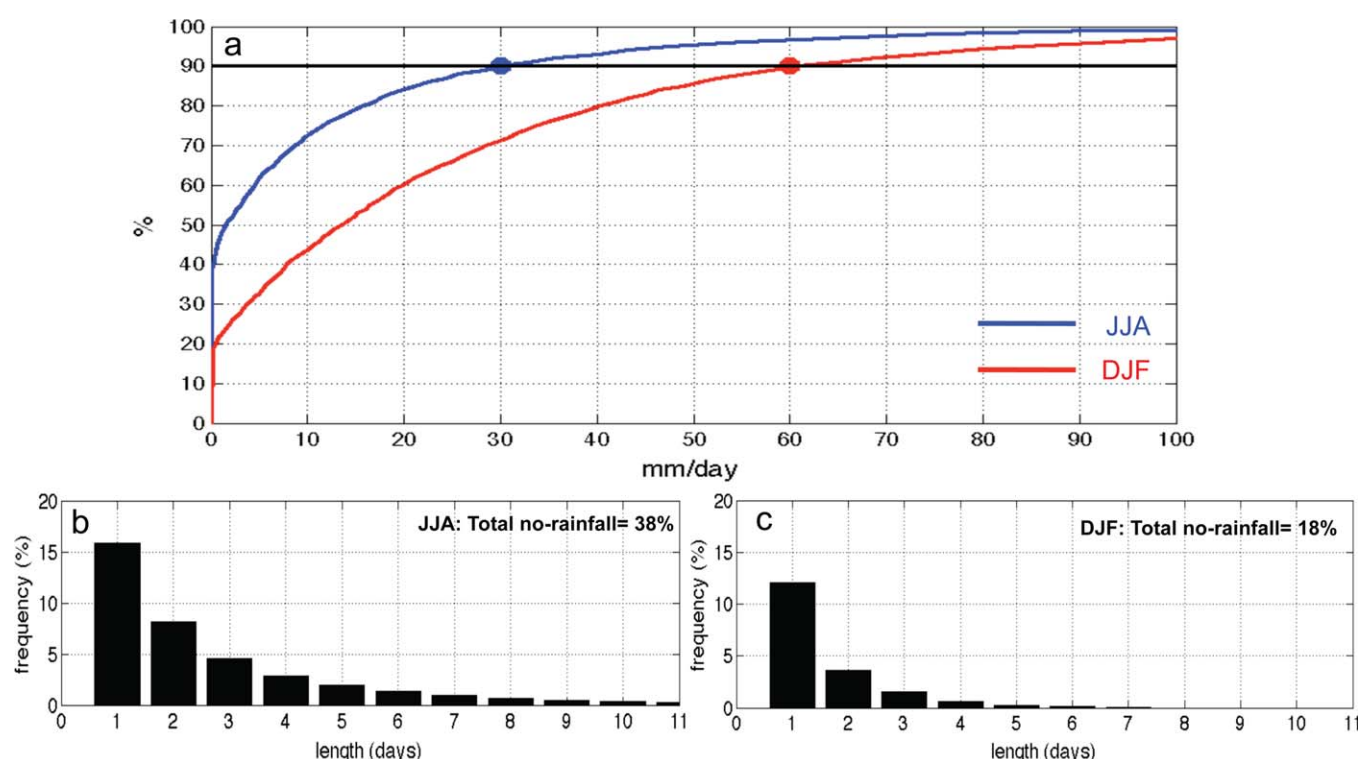 a
100
90
80
70
60
50
40
30
20
10
0
%
0 10 20 30 40 50 60 70 80 90 100
mm/day
JJA
DJF
b
JJA: Total no-rainfall= 38%
20
15
10
5
0
frequency (%)
0 1 2 3 4 5 6 7 8 9 10 11
length (days)
c
DJF: Total no-rainfall= 18%
20
15
10
5
0
frequency (%)
0 1 2 3 4 5 6 7 8 9 10 11
length (days)